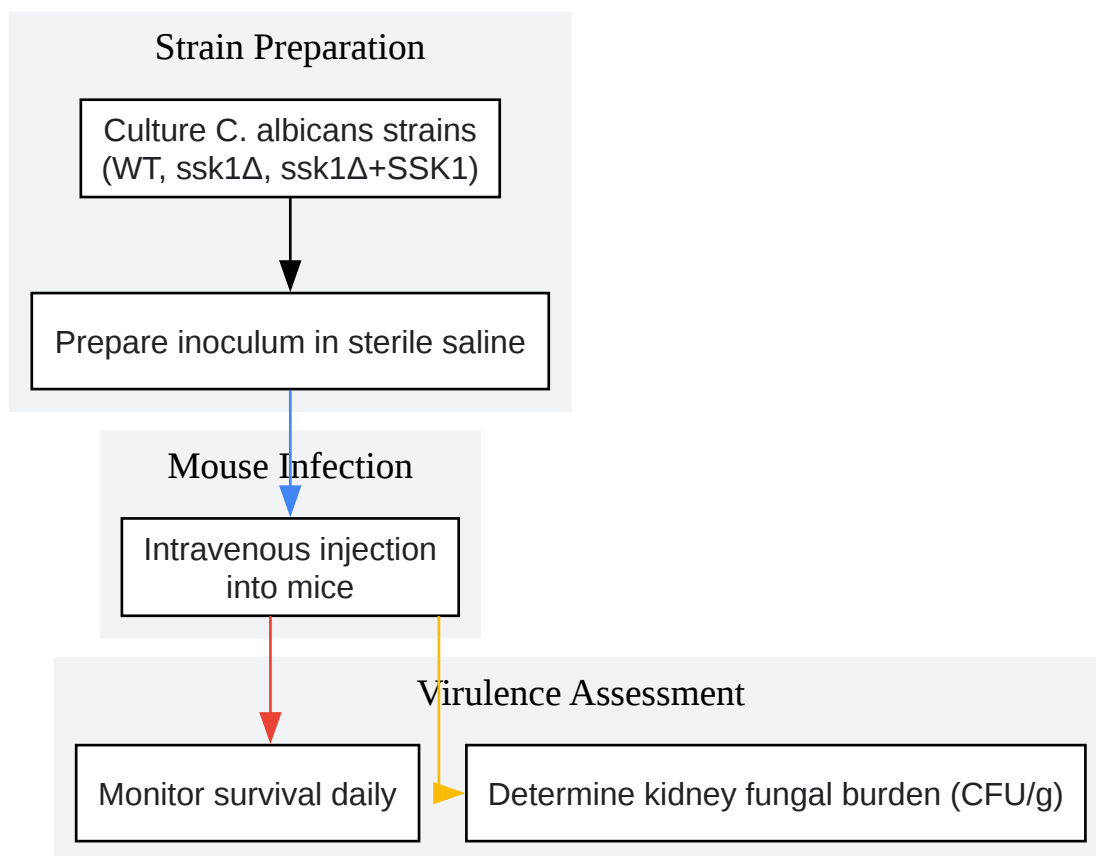 Strain Preparation
Culture C. albicans strains
(WT, ssk1Δ, ssk1Δ+SSK1)
Prepare inoculum in sterile saline
Mouse Infection
Intravenous injection
into mice
Virulence Assessment
Monitor survival daily
Determine kidney fungal burden (CFU/g)